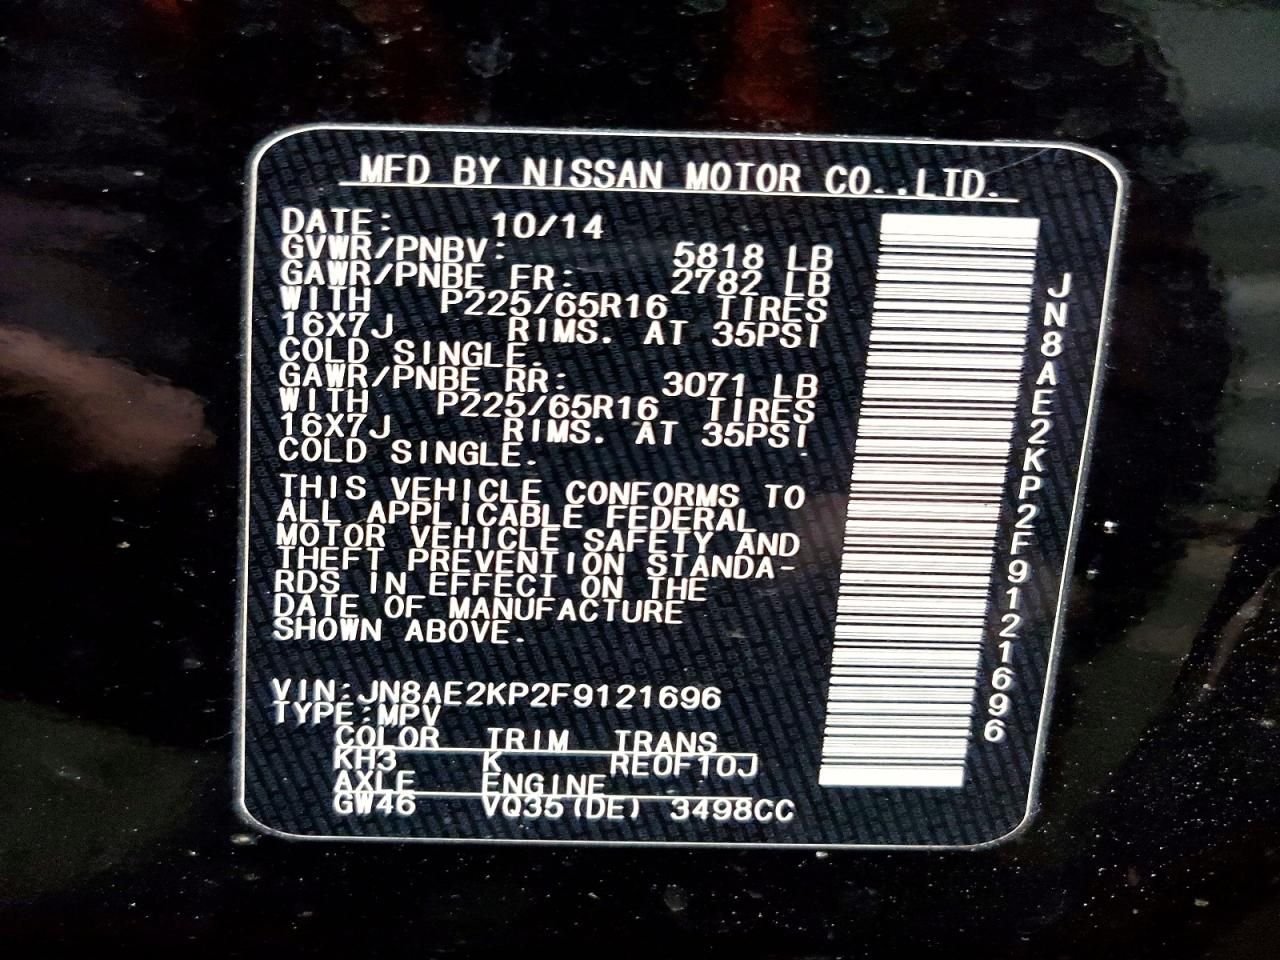 MFD BY NISSAN MOTOR CO.,LTD.
DATE: 10/14
GVWR/PNBV: 5818 LB
GAWR/PNBE FR: 2782 LB
WITH P225/65R16 TIRES
16X7J RIMS. AT 35PSI
COLD SINGLE.
GAWR/PNBE RR: 3071 LB
WITH P225/65R16 TIRES
16X7J RIMS. AT 35PSI
COLD SINGLE.
THIS VEHICLE CONFORMS TO
ALL APPLICABLE FEDERAL
MOTOR VEHICLE SAFETY AND
THEFT PREVENTION STANDA-
RDS IN EFFECT ON THE
DATE OF MANUFACTURE
SHOWN ABOVE.
VIN:JN8AE2KP2F9121696
TYPE:MPV
COLOR TRIM TRANS
KH3 K RE0F10J
AXLE ENGINE
GW46 VQ35(DE) 3498CC
JN8AE2KP2F9121696